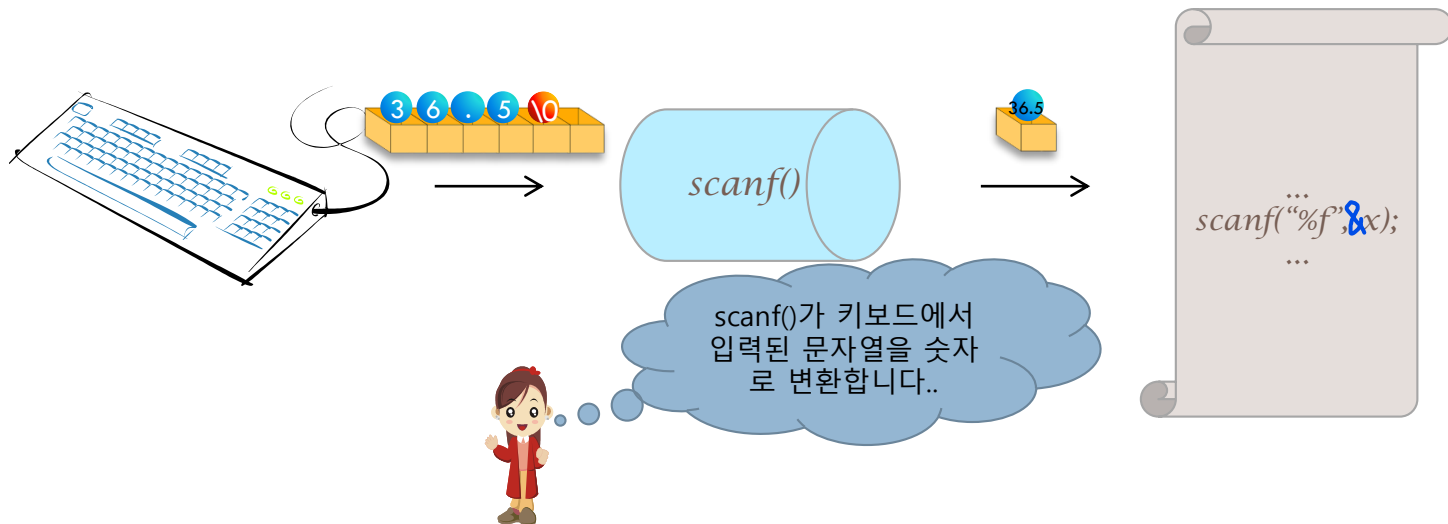 3 6 . 5 \0
36.5
scanf()
...
scanf(“%f”,&x);
...
scanf()가 키보드에서
입력된 문자열을 숫자
로 변환합니다..